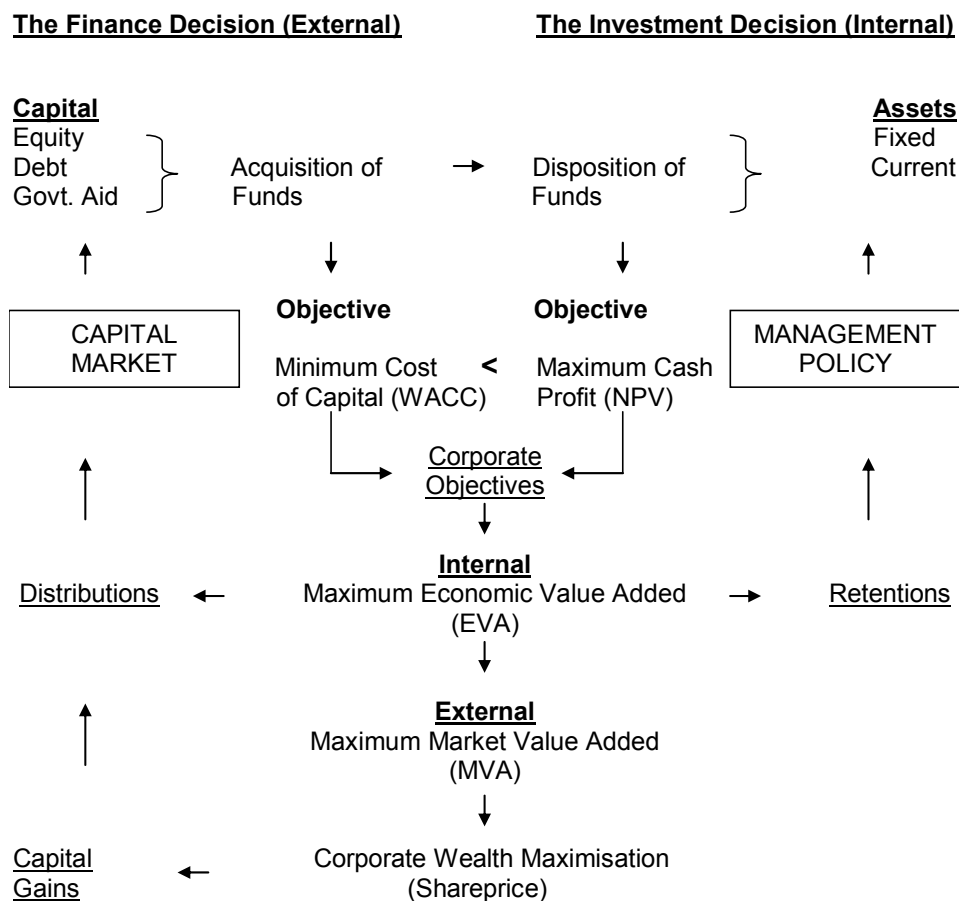 The Finance Decision (External) The Investment Decision (Internal)
Capital Assets
Equity Fixed
Debt Acquisition of Disposition of Current
Govt. Aid Funds Funds
Objective Objective
CAPITAL MANAGEMENT
MARKET POLICY
Minimum Cost < Maximum Cash
of Capital (WACC) Profit (NPV)
Corporate
Objectives
Internal
Distributions Maximum Economic Value Added Retentions
(EVA)
External
Maximum Market Value Added
(MVA)
Capital Corporate Wealth Maximisation
Gains (Shareprice)